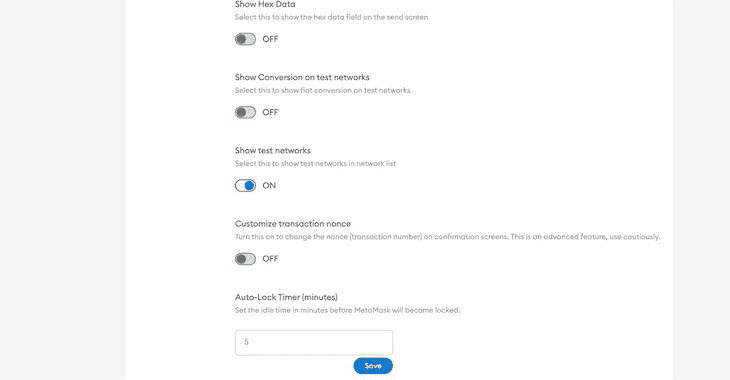 Show Hex Data
Select this to show the hex data field on the send screen
OFF
Show Conversion on test networks
Select this to show fiat conversion on test networks
OFF
Show test networks
Select this to show test networks in network list
ON
Customize transaction nonce
Turn this on to change the nonce (transaction number) on confirmation screens. This is an advanced feature, use cautiously.
OFF
Auto-Lock Timer (minutes)
Set the idle time in minutes before MetaMask will become locked.
5
Save